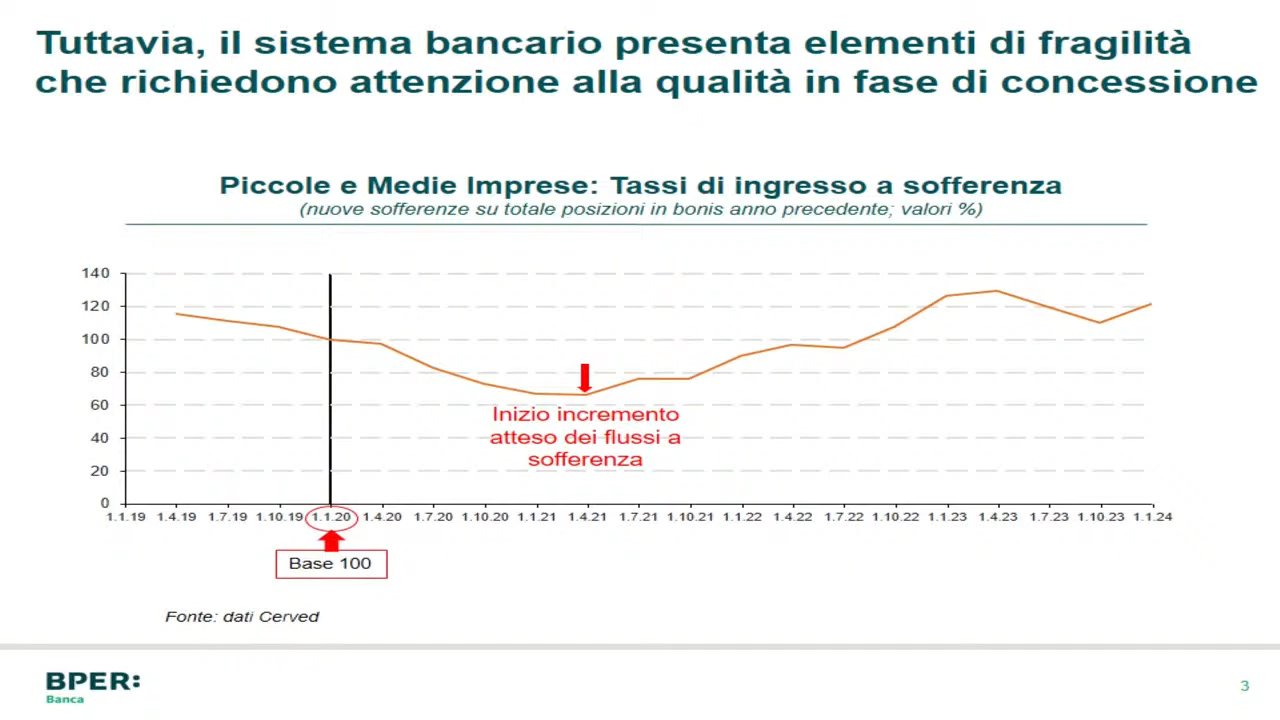 Tuttavia, il sistema bancario presenta elementi di fragilità
che richiedono attenzione alla qualità in fase di concessione
Piccole e Medie Imprese: Tassi di ingresso a sofferenza
(nuove sofferenze su totale posizioni in bonis anno precedente; valori %)
140
120
100
80
60
40
20
0
Inizio incremento
atteso dei flussi a
sofferenza
1.1.19 1.4.19 1.7.19 1.10.19 1.1.20 1.4.20 1.7.20 1.10.20 1.1.21 1.4.21 1.7.21 1.10.21 1.1.22 1.4.22 1.7.22 1.10.22 1.1.23 1.4.23 1.7.23 1.10.23 1.1.24
Base 100
Fonte: dati Cerved
BPER:
Banca
3